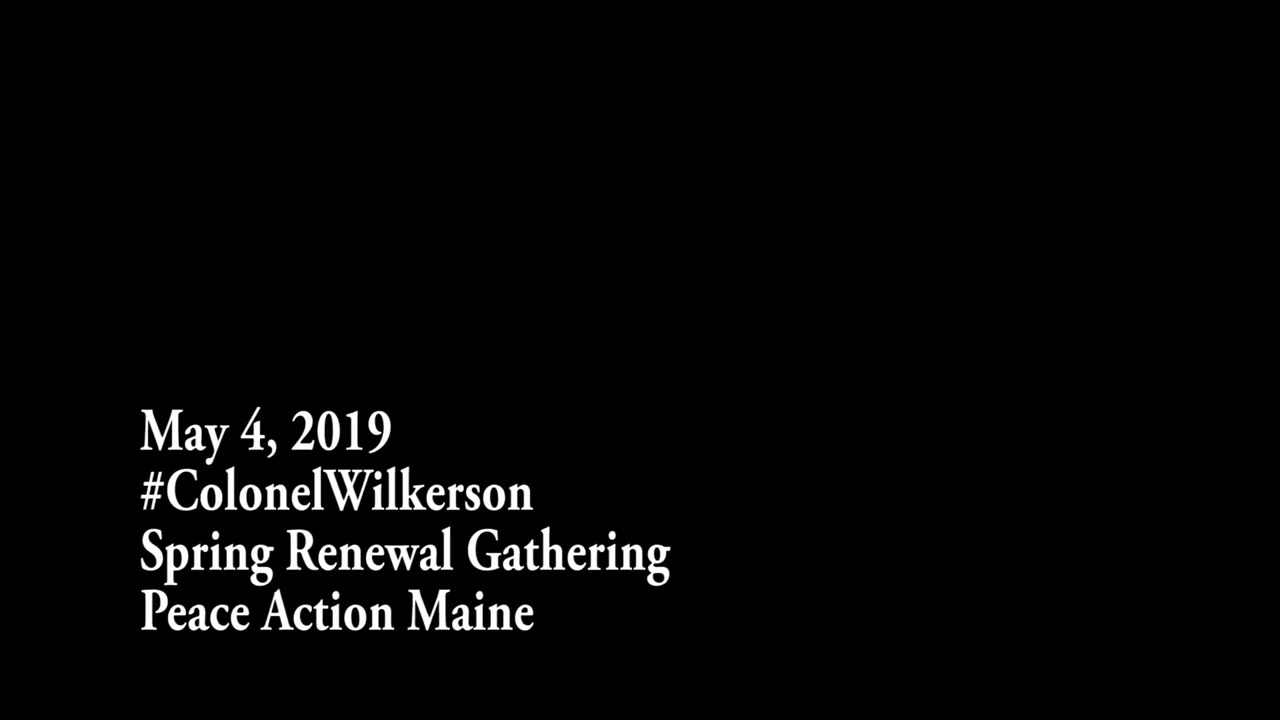 May 4, 2019
#ColonelWilkerson
Spring Renewal Gathering
Peace Action Maine